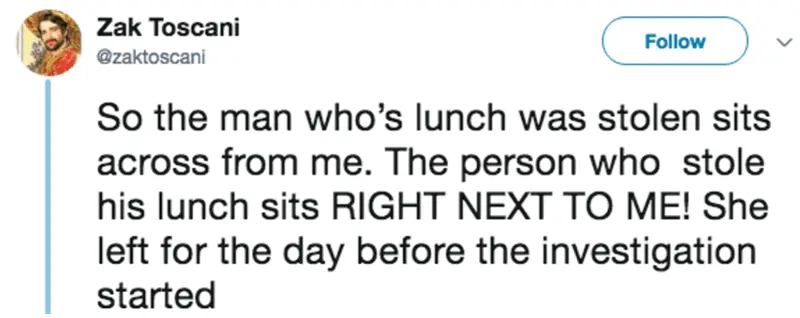 Zak Toscani
@zaktoscani
Follow
So the man who's lunch was stolen sits
across from me. The person who  stole
his lunch sits RIGHT NEXT TO ME! She
left for the day before the investigation
started